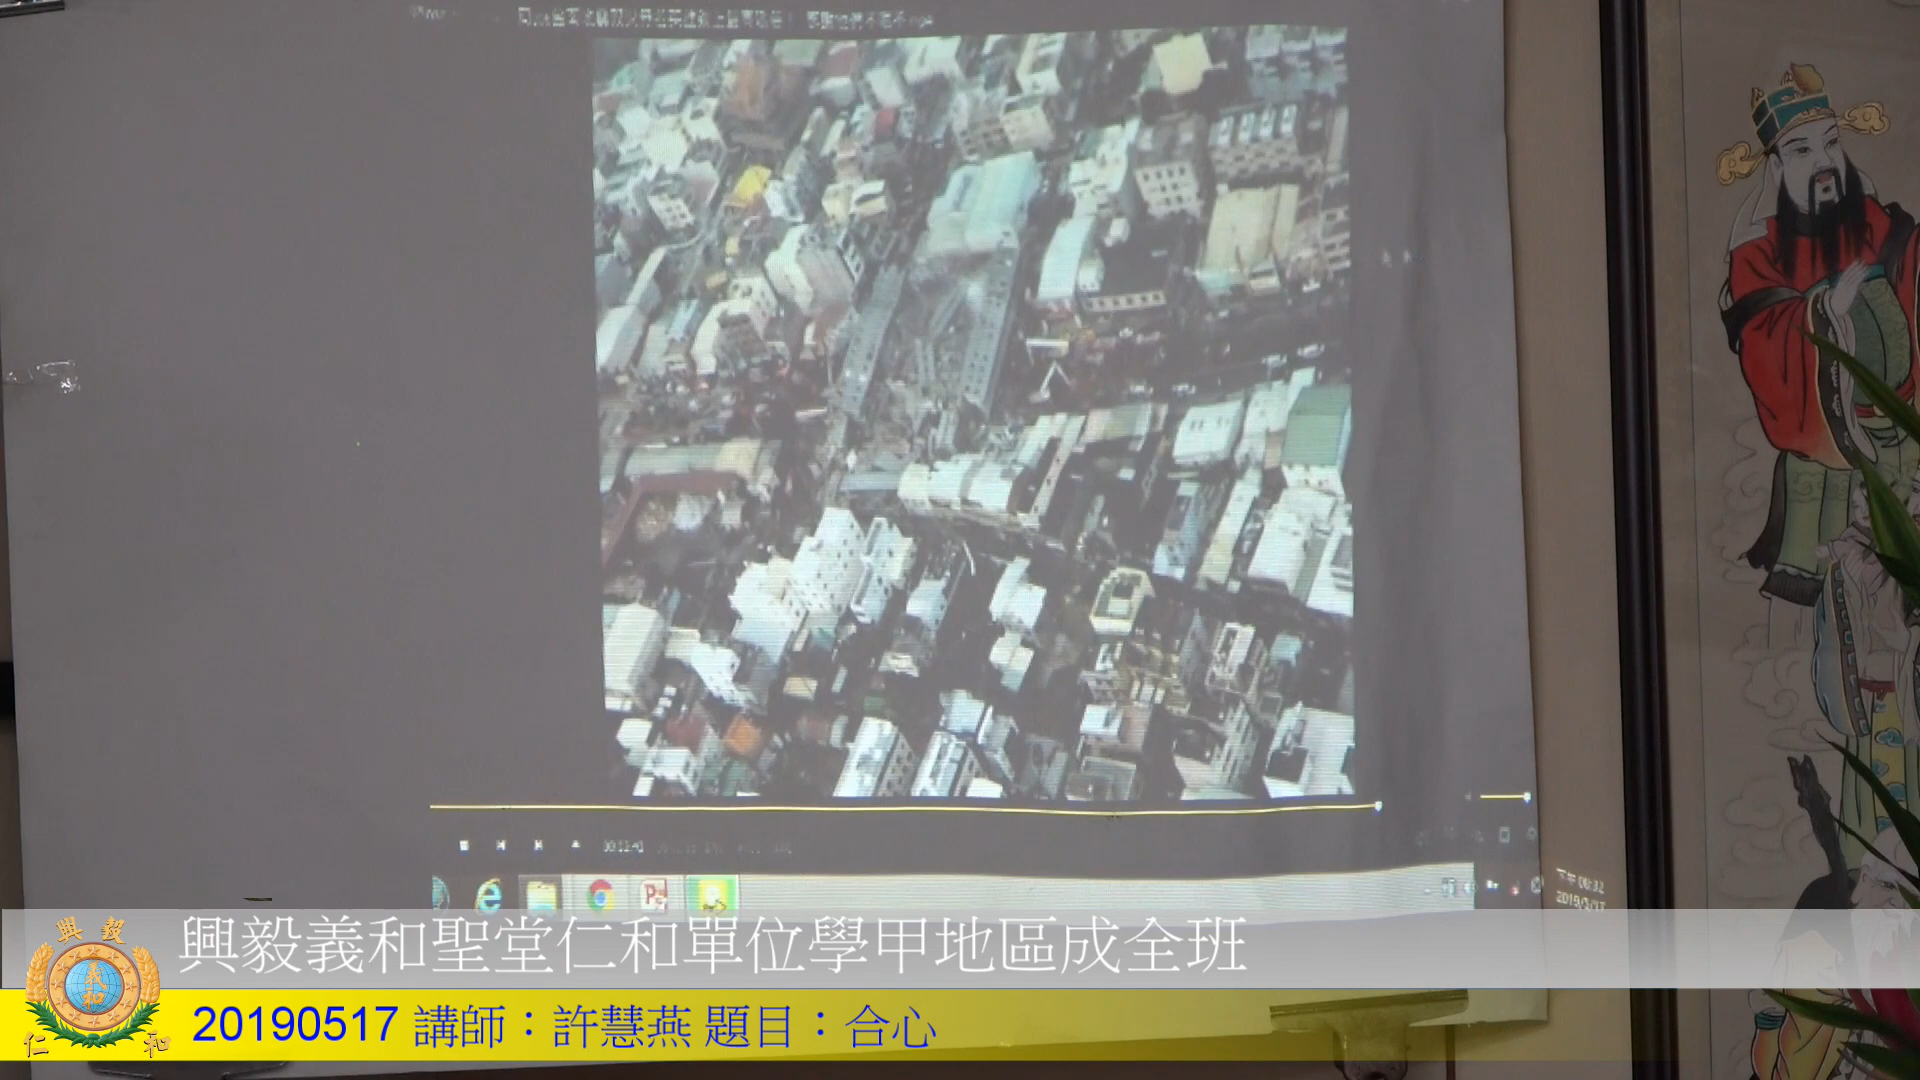 興毅義和聖堂仁和單位學甲地區成全班
20190517 講師：許慧燕 題目：合心
興毅
義和
仁和